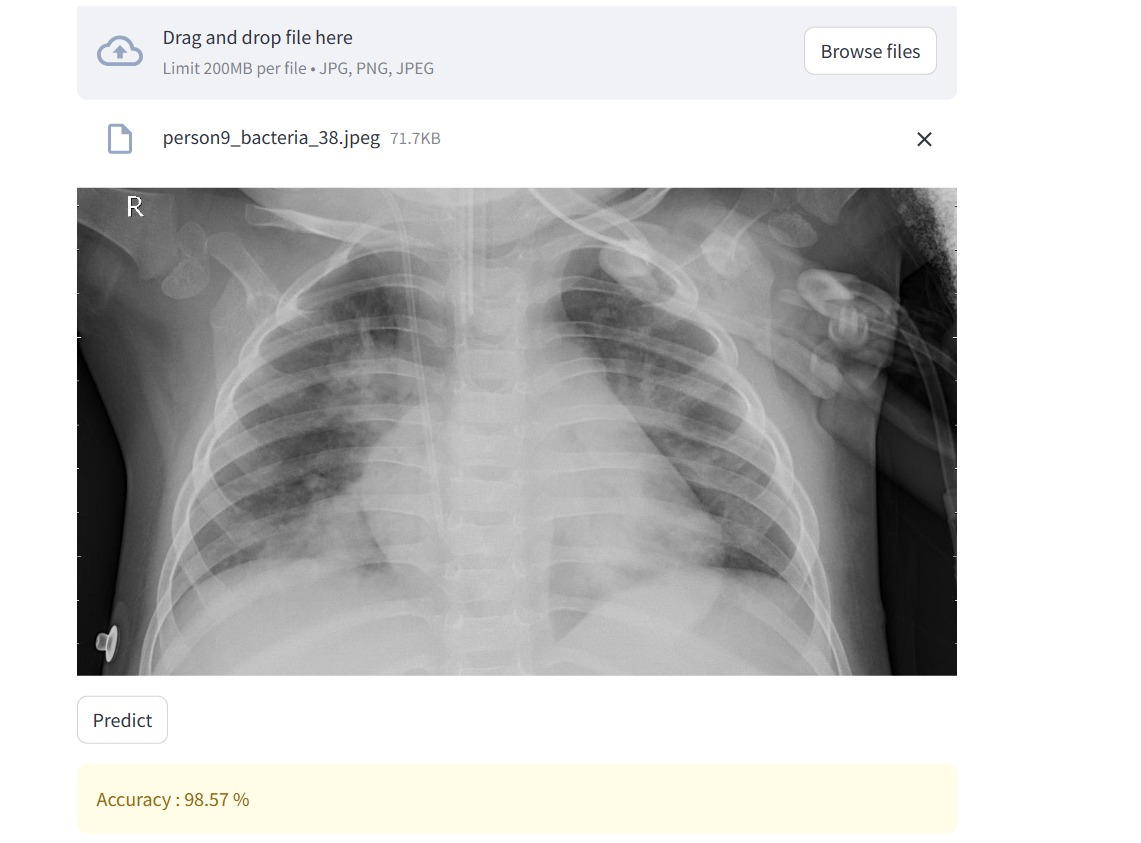 Drag and drop file here
Limit 200MB per file • JPG, PNG, JPEG
Browse files
person9_bacteria_38.jpeg 71.7KB
R
Predict
Accuracy : 98.57 %